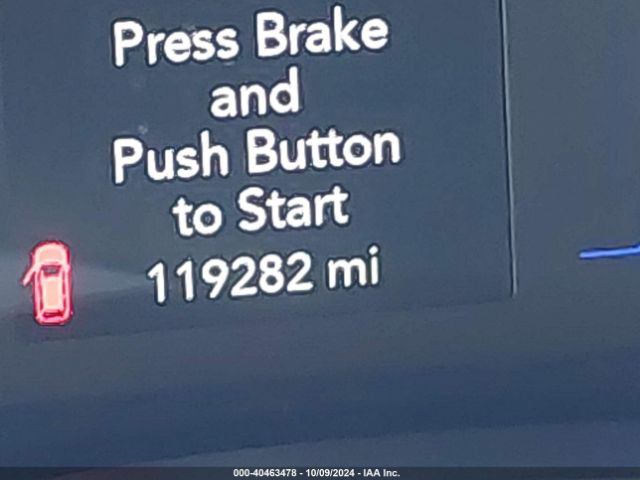 Press Brake
and
Push Button
to Start
119282 mi
000-40463478 - 10/09/2024 - IAA Inc.